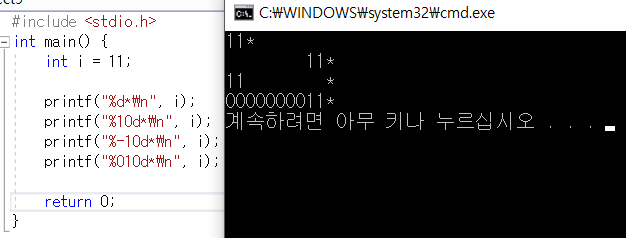 #include <stdio.h>
int main() {
    int i = 11;

    printf("%d*₩n", i);
    printf("%10d*₩n", i);
    printf("%-10d*₩n", i);
    printf("%010d*₩n", i);

    return 0;
}
C:₩WINDOWS₩system32₩cmd.exe
11*
        11*
11        *
0000000011*
계속하려면 아무 키나 누르십시오 . . .